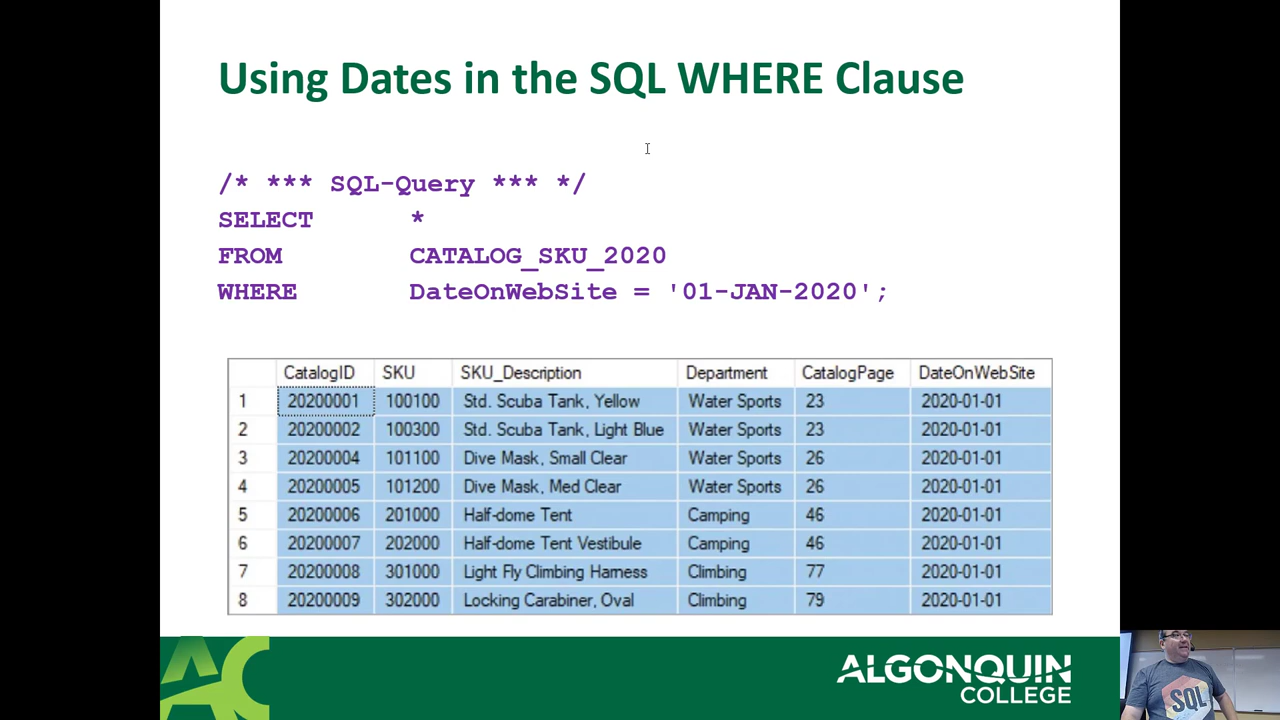 Using Dates in the SQL WHERE Clause
/* *** SQL-Query *** */
SELECT *
FROM CATALOG_SKU_2020
WHERE DateOnWebSite = '01-JAN-2020';
CatalogID SKU SKU_Description Department CatalogPage DateOnWebSite
1 20200001 100100 Std. Scuba Tank, Yellow Water Sports 23 2020-01-01
2 20200002 100300 Std. Scuba Tank, Light Blue Water Sports 23 2020-01-01
3 20200004 101100 Dive Mask, Small Clear Water Sports 26 2020-01-01
4 20200005 101200 Dive Mask, Med Clear Water Sports 26 2020-01-01
5 20200006 201000 Half-dome Tent Camping 46 2020-01-01
6 20200007 202000 Half-dome Tent Vestibule Camping 46 2020-01-01
7 20200008 301000 Light Fly Climbing Harness Climbing 77 2020-01-01
8 20200009 302000 Locking Carabiner, Oval Climbing 79 2020-01-01
AC
ALGONQUIN
COLLEGE
SQL